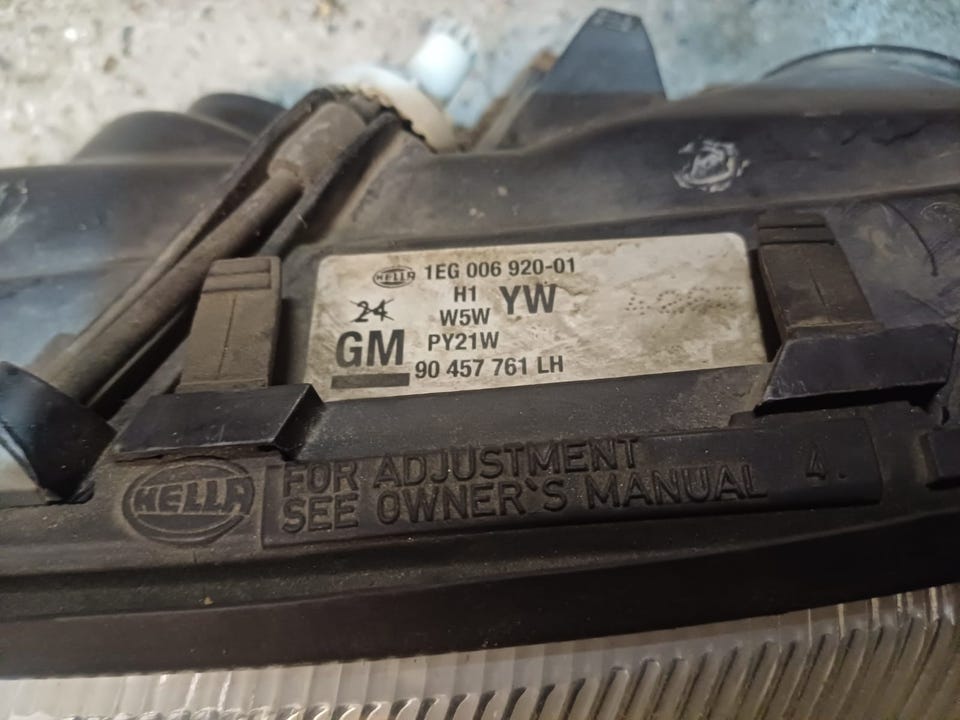 HELLA 1EG 006 920-01
H1 YW
24 W5W
GM PY21W
90 457 761 LH
HELLA FOR ADJUSTMENT 4.
SEE OWNER'S MANUAL